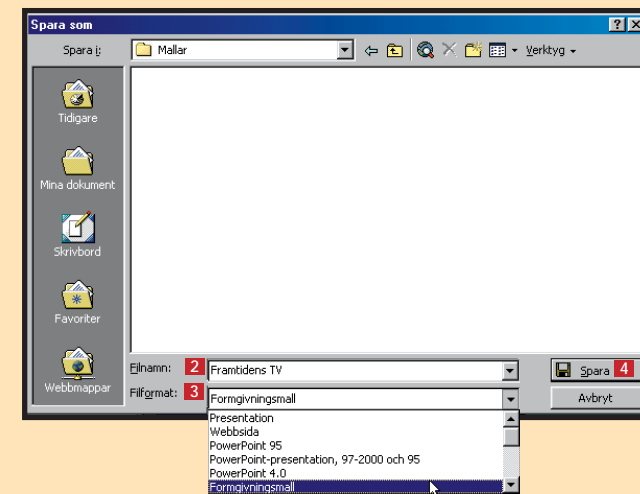 Spara som
Spara i: Mallar Verktyg
Tidigare
Mina dokument
Skrivbord
Favoriter
Webbmappar
Filnamn: 2 Framtidens TV Spara 4
Filformat: 3 Formgivningsmall Avbryt
Presentation
Webbsida
PowerPoint 95
PowerPoint-presentation, 97-2000 och 95
PowerPoint 4.0
Formgivningsmall